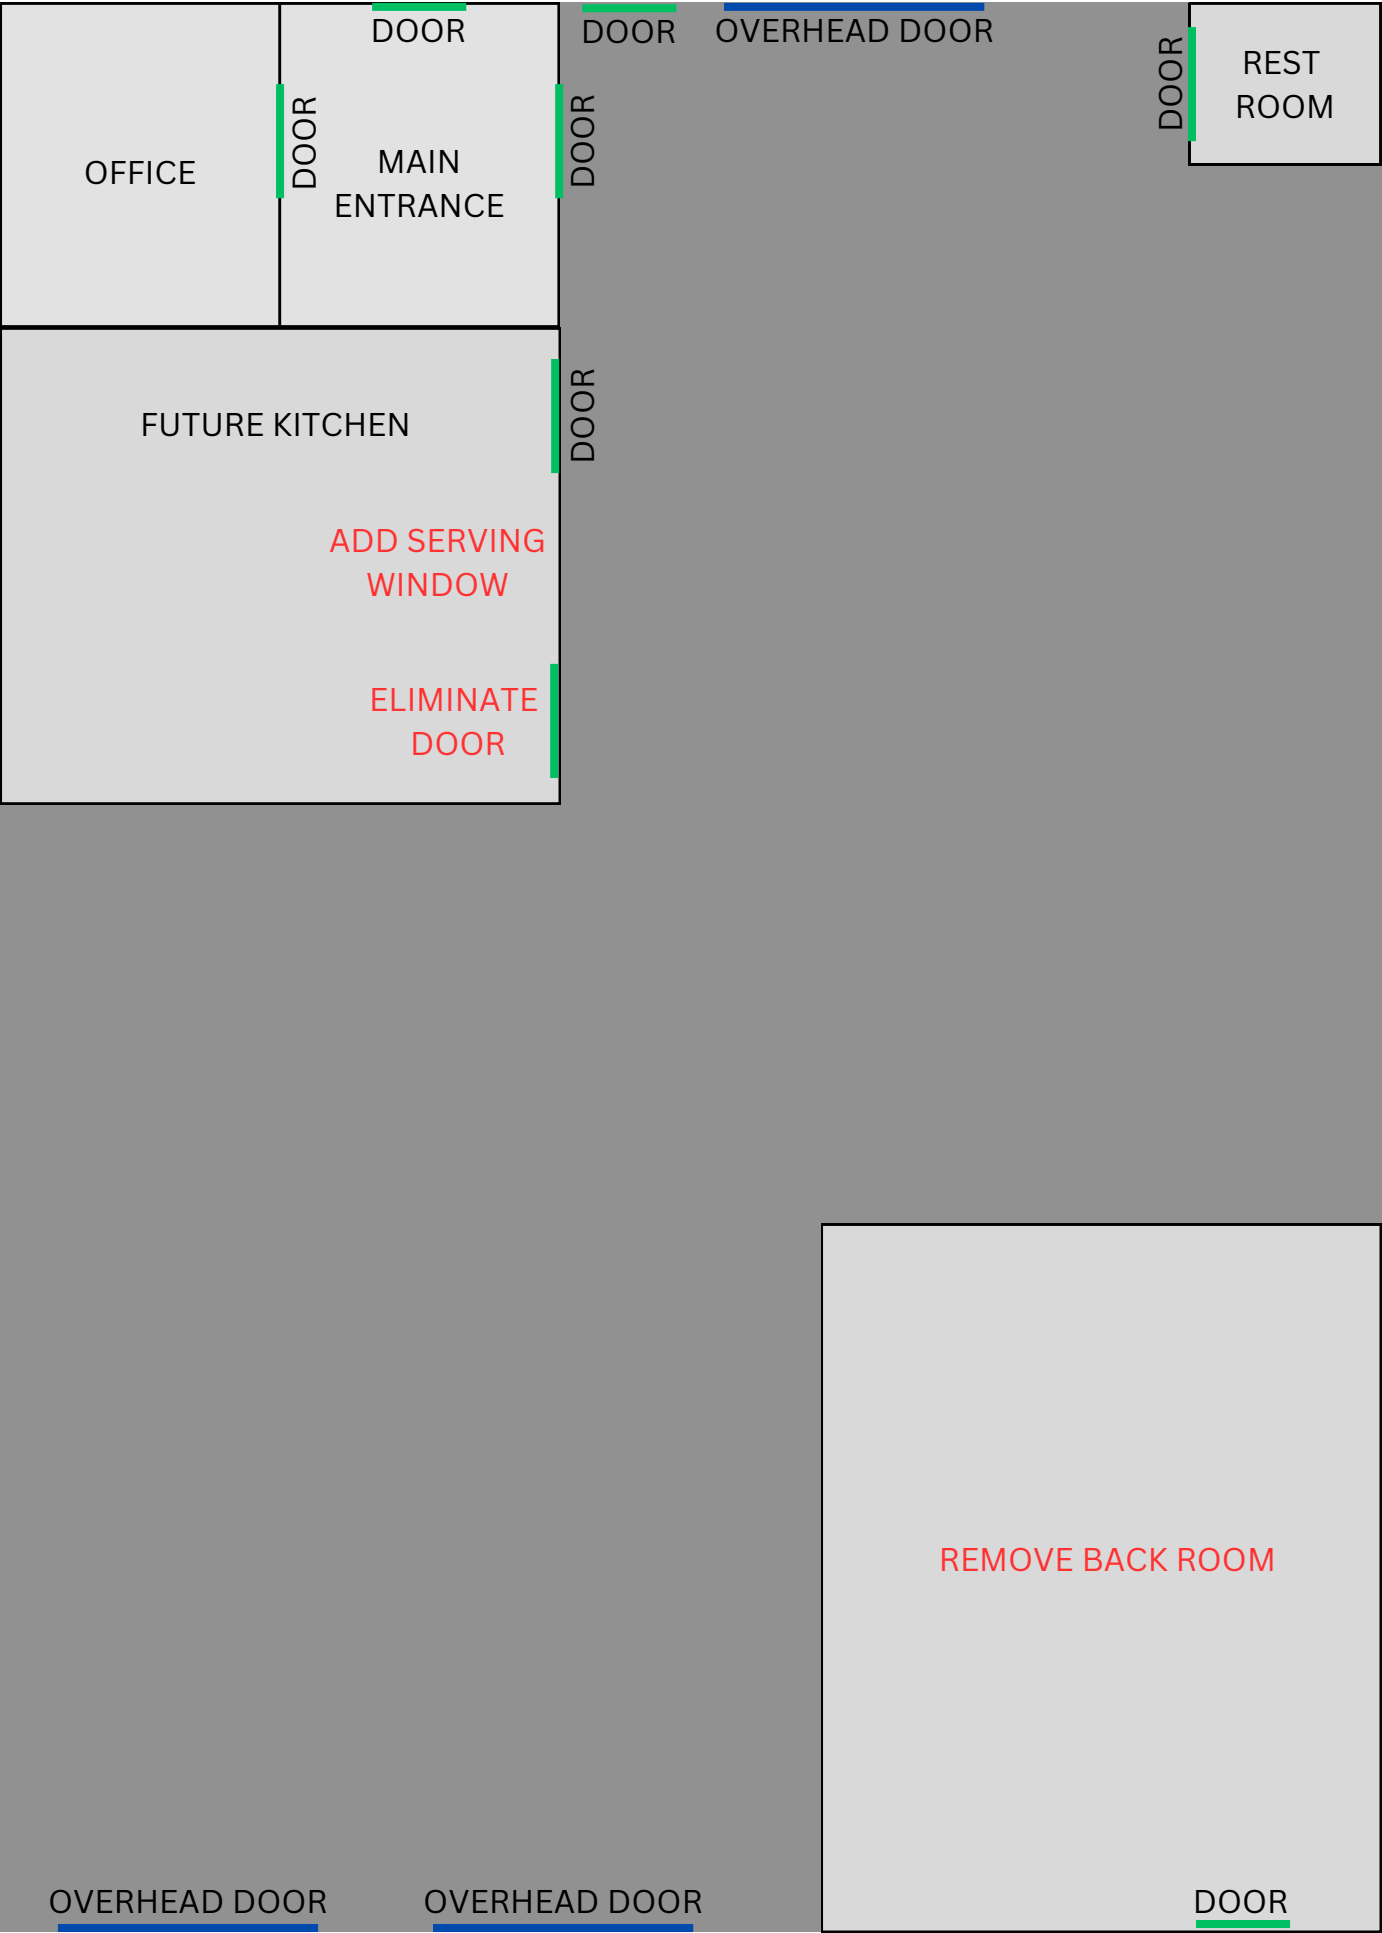 DOOR
DOOR
OVERHEAD DOOR
DOOR
REST
ROOM
OFFICE
DOOR
MAIN
ENTRANCE
DOOR
FUTURE KITCHEN
DOOR
ADD SERVING
WINDOW
ELIMINATE
DOOR
REMOVE BACK ROOM
OVERHEAD DOOR
OVERHEAD DOOR
DOOR